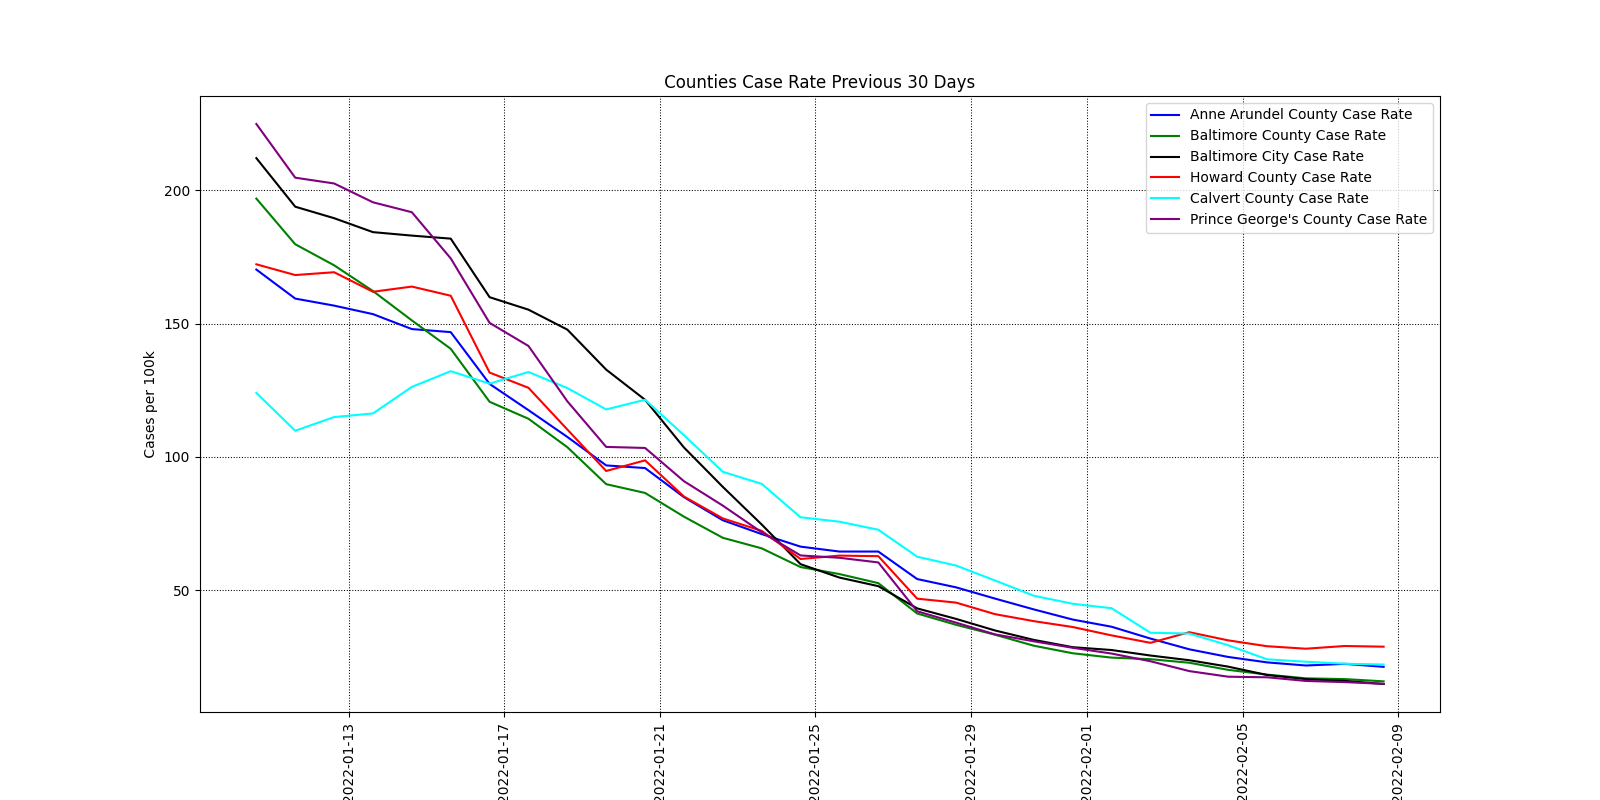 Counties Case Rate Previous 30 Days
Anne Arundel County Case Rate
Baltimore County Case Rate
Baltimore City Case Rate
Howard County Case Rate
Calvert County Case Rate
Prince George's County Case Rate
Cases per 100k
200
150
100
50
2022-01-13
2022-01-17
2022-01-21
2022-01-25
2022-01-29
2022-02-01
2022-02-05
2022-02-09